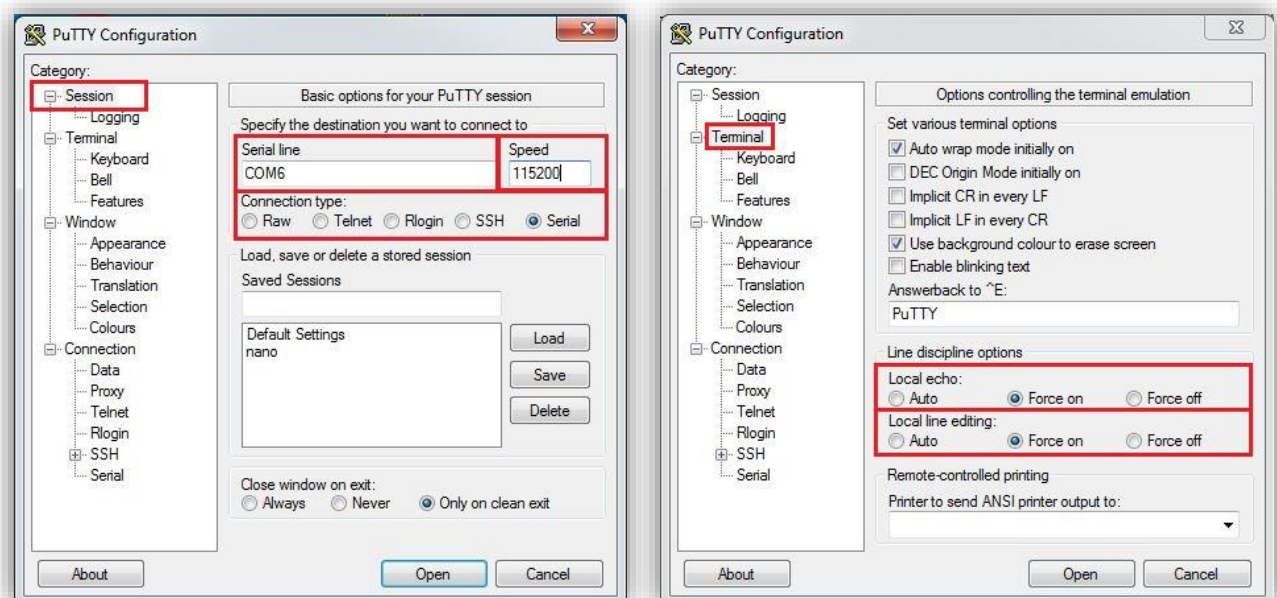 PuTTY Configuration
Category:
Session
Logging
Terminal
Keyboard
Bell
Features
Window
Appearance
Behaviour
Translation
Selection
Colours
Connection
Data
Proxy
Telnet
Rlogin
SSH
Serial
Basic options for your PuTTY session
Specify the destination you want to connect to
Serial line Speed
COM6 115200
Connection type:
Raw Telnet Rlogin SSH Serial
Load, save or delete a stored session
Saved Sessions
Default Settings
nano
Load
Save
Delete
Close window on exit:
Always Never Only on clean exit
About Open Cancel
PuTTY Configuration
Category:
Session
Logging
Terminal
Keyboard
Bell
Features
Window
Appearance
Behaviour
Translation
Selection
Colours
Connection
Data
Proxy
Telnet
Rlogin
SSH
Serial
Options controlling the terminal emulation
Set various terminal options
Auto wrap mode initially on
DEC Origin Mode initially on
Implicit CR in every LF
Implicit LF in every CR
Use background colour to erase screen
Enable blinking text
Answerback to ^E:
PuTTY
Line discipline options
Local echo:
Auto Force on Force off
Local line editing:
Auto Force on Force off
Remote-controlled printing
Printer to send ANSI printer output to:
About Open Cancel